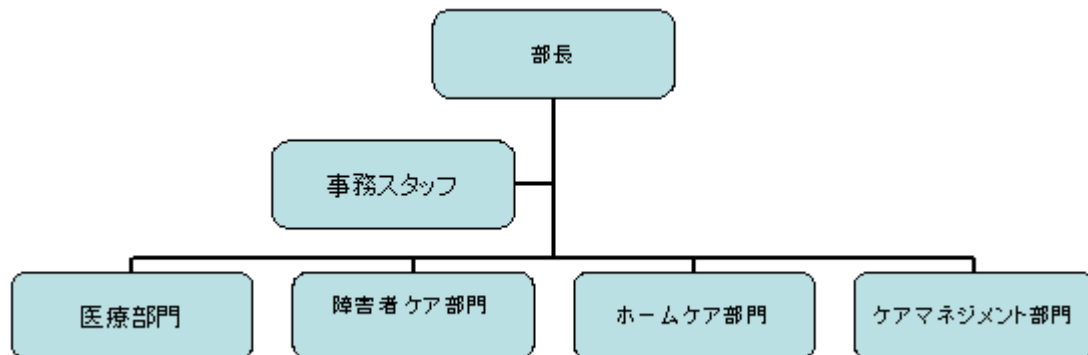 部長
事務スタッフ
医療部門
障害者ケア部門
ホームケア部門
ケアマネジメント部門